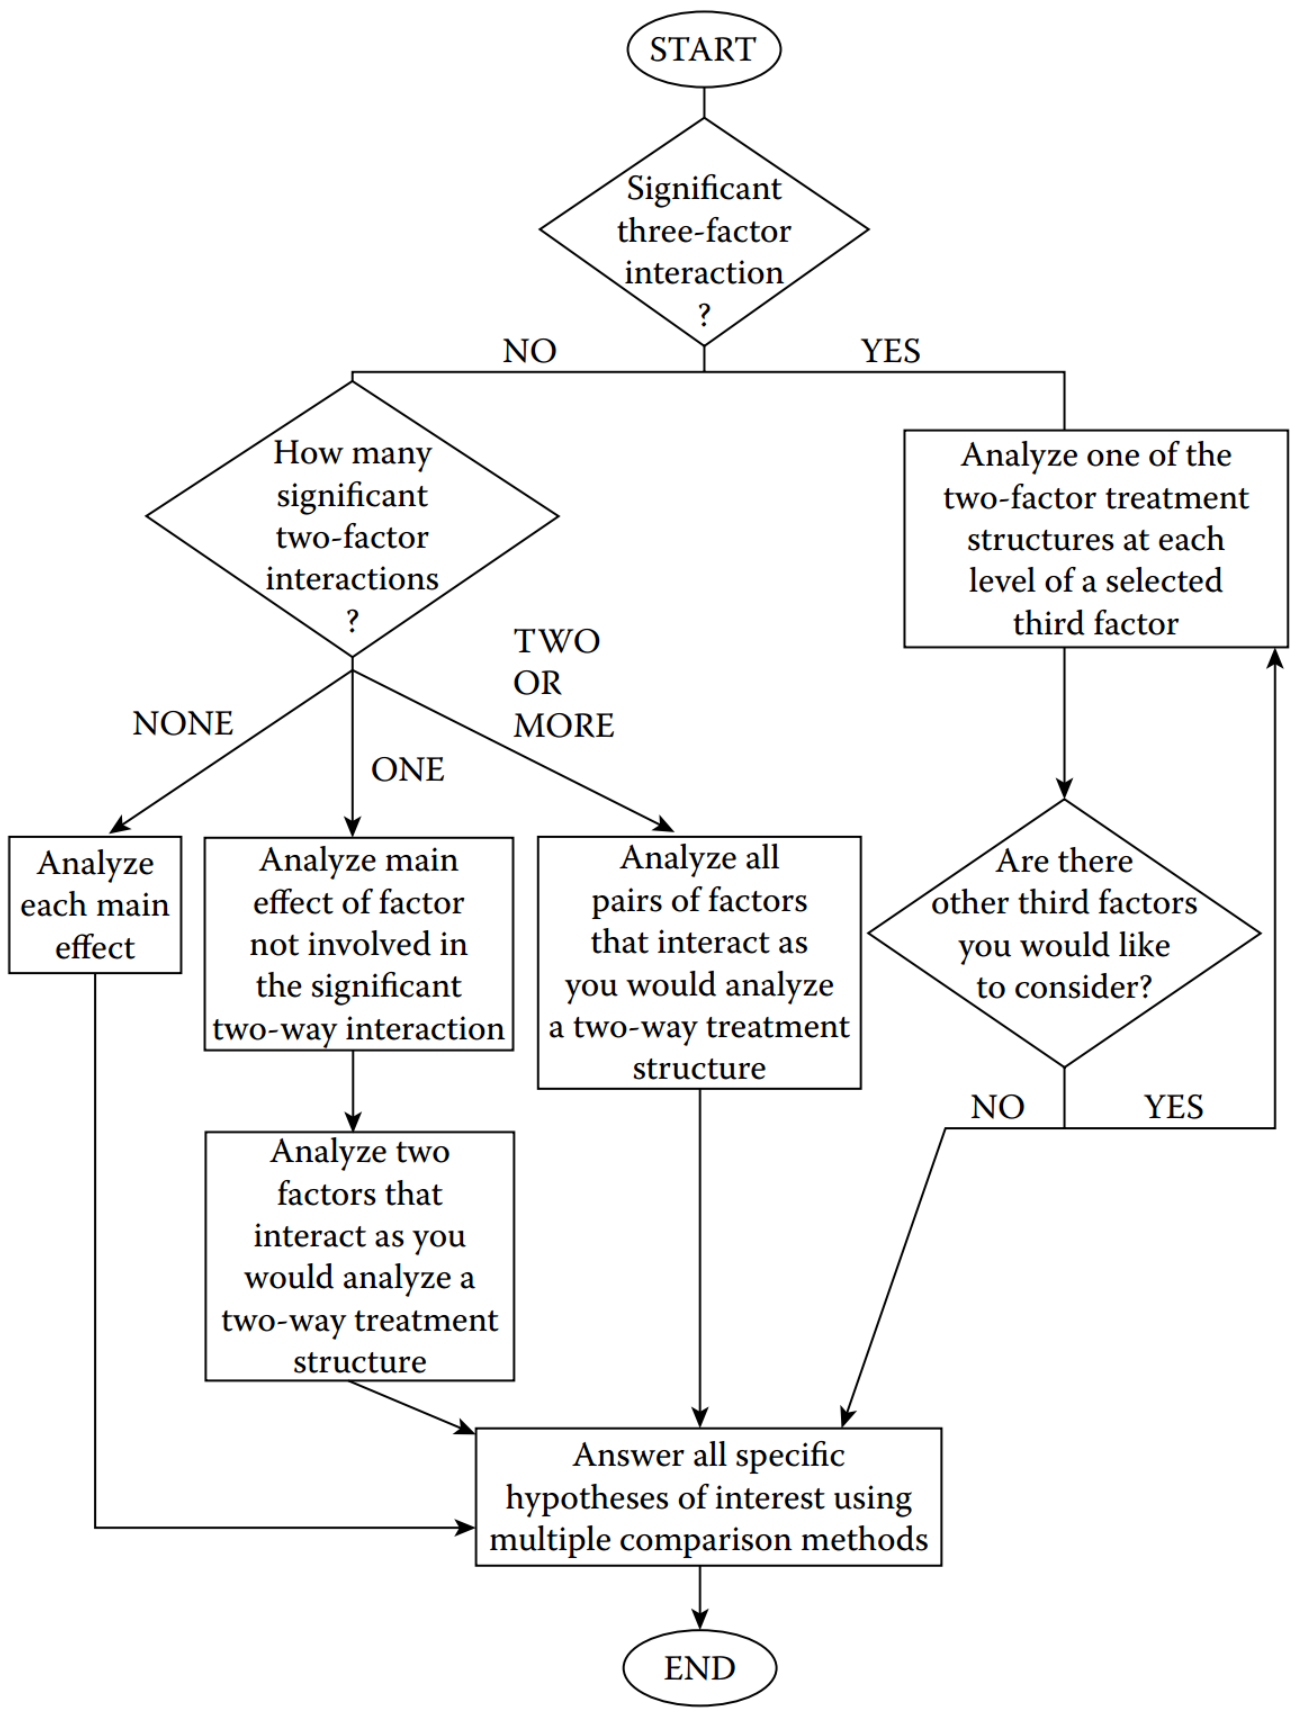 START
Significant
three-factor
interaction
?
NO
YES
How many
significant
two-factor
interactions
?
Analyze one of the
two-factor treatment
structures at each
level of a selected
third factor
NONE
ONE
TWO
OR
MORE
Analyze
each main
effect
Analyze main
effect of factor
not involved in
the significant
two-way interaction
Analyze all
pairs of factors
that interact as
you would analyze
a two-way treatment
structure
Are there
other third factors
you would like
to consider?
NO
YES
Analyze two
factors that
interact as you
would analyze a
two-way treatment
structure
Answer all specific
hypotheses of interest using
multiple comparison methods
END